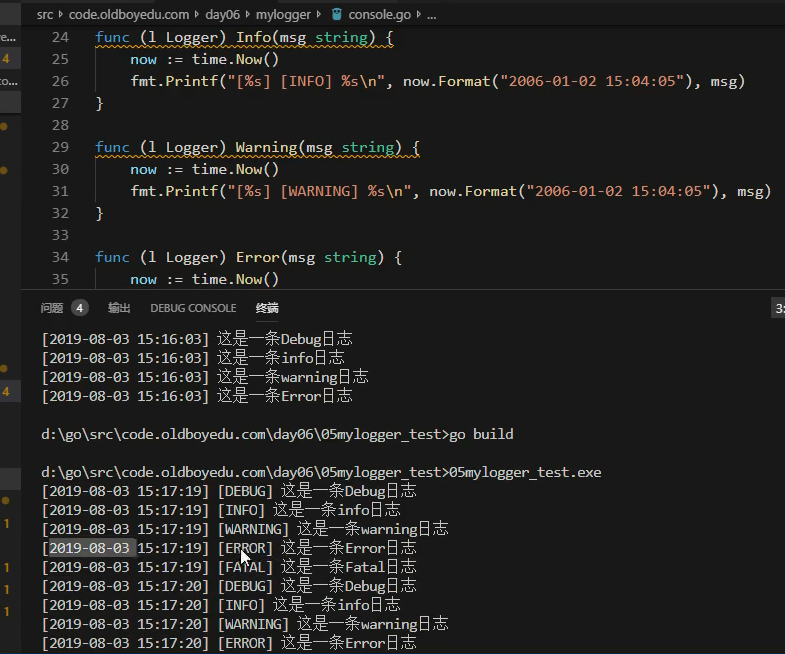 src › code.oldboyedu.com › day06 › mylogger › console.go › ...
24 func (l Logger) Info(msg string) {
25 now := time.Now()
26 fmt.Printf("[%s] [INFO] %s\n", now.Format("2006-01-02 15:04:05"), msg)
27 }
28
29 func (l Logger) Warning(msg string) {
30 now := time.Now()
31 fmt.Printf("[%s] [WARNING] %s\n", now.Format("2006-01-02 15:04:05"), msg)
32 }
33
34 func (l Logger) Error(msg string) {
35 now := time.Now()
问题 4 输出 DEBUG CONSOLE 终端 3:
[2019-08-03 15:16:03] 这是一条Debug日志
[2019-08-03 15:16:03] 这是一条info日志
[2019-08-03 15:16:03] 这是一条warning日志
[2019-08-03 15:16:03] 这是一条Error日志
d:\go\src\code.oldboyedu.com\day06\05mylogger_test>go build
d:\go\src\code.oldboyedu.com\day06\05mylogger_test>05mylogger_test.exe
[2019-08-03 15:17:19] [DEBUG] 这是一条Debug日志
[2019-08-03 15:17:19] [INFO] 这是一条info日志
[2019-08-03 15:17:19] [WARNING] 这是一条warning日志
[2019-08-03 15:17:19] [ERROR] 这是一条Error日志
[2019-08-03 15:17:19] [FATAL] 这是一条Fatal日志
[2019-08-03 15:17:20] [DEBUG] 这是一条Debug日志
[2019-08-03 15:17:20] [INFO] 这是一条info日志
[2019-08-03 15:17:20] [WARNING] 这是一条warning日志
[2019-08-03 15:17:20] [ERROR] 这是一条Error日志